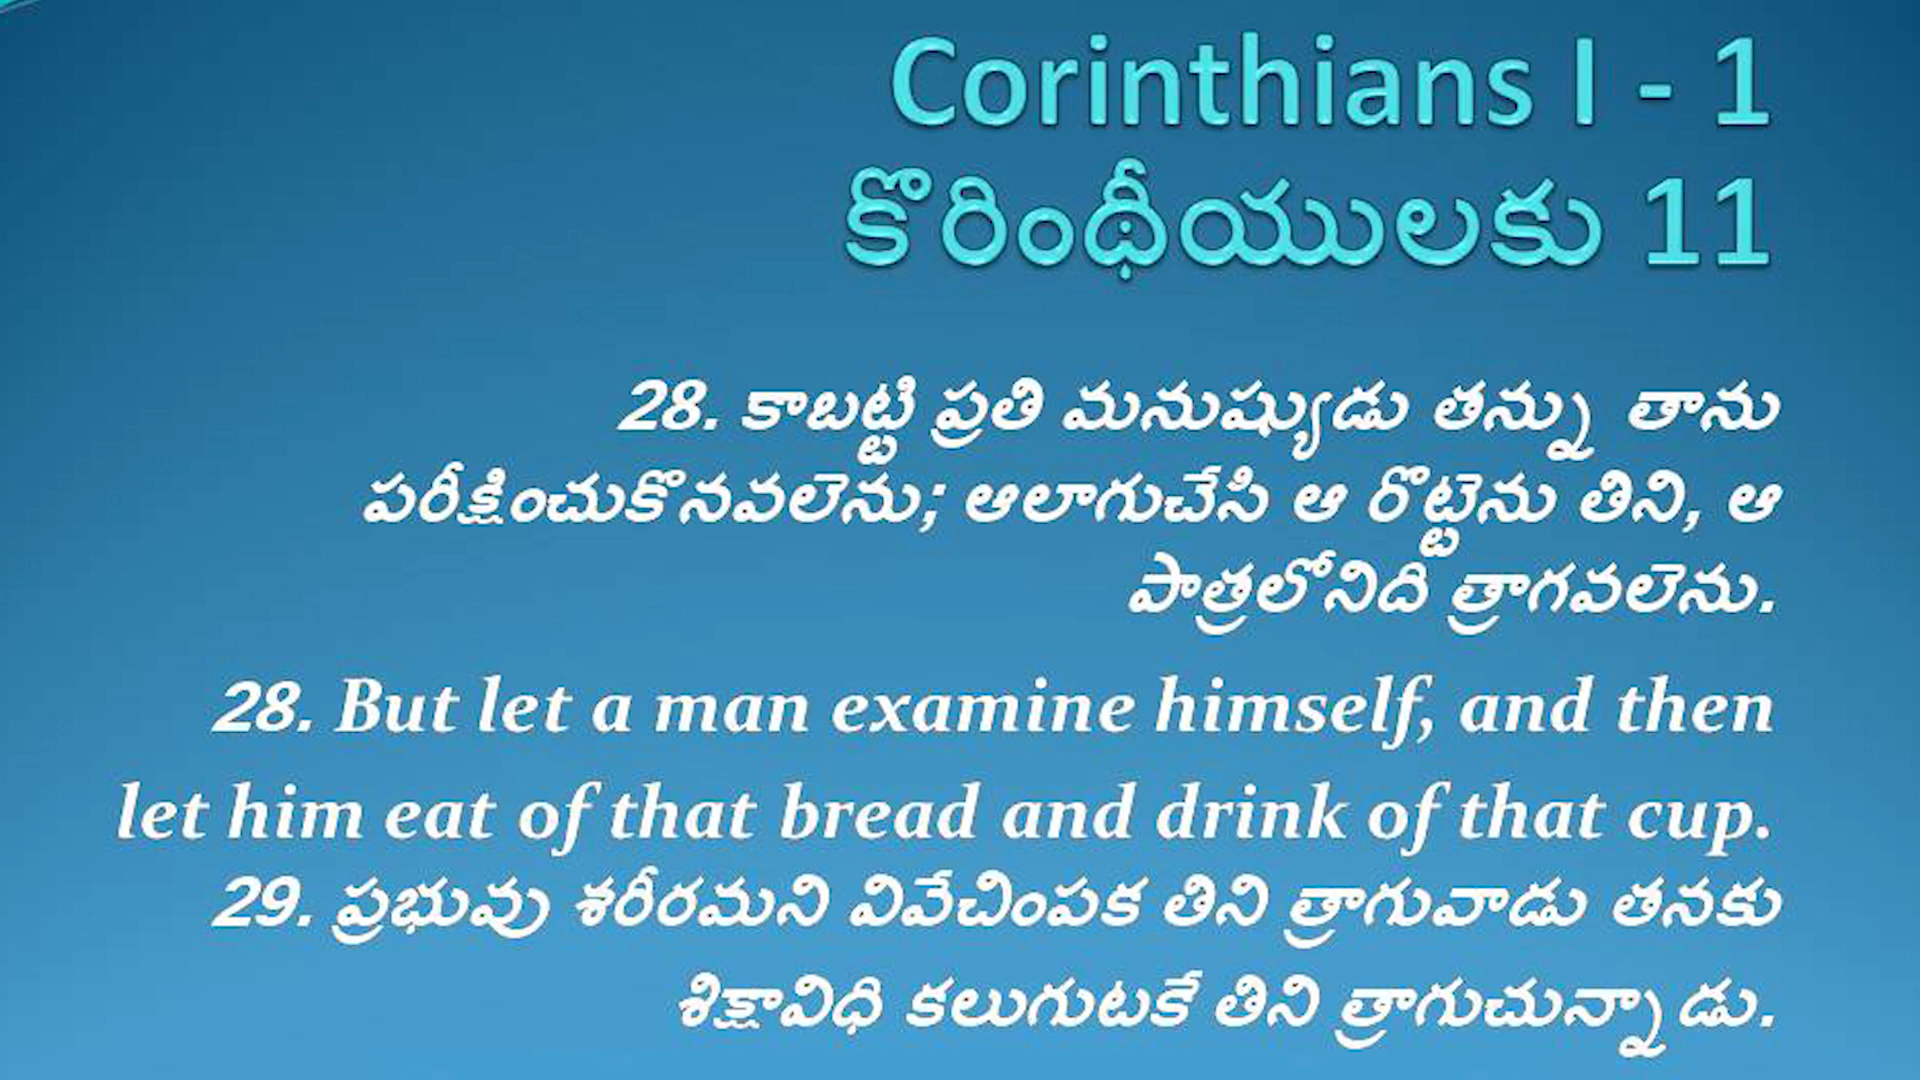 Corinthians I - 1
కొరింథీయులకు 11
28. కాబట్టి ప్రతి మనుష్యుడు తన్ను తాను
పరీక్షించుకొనవలెను; ఆలాగుచేసి ఆ రొట్టెను తిని, ఆ
పాత్రలోనిది త్రాగవలెను.
28. But let a man examine himself, and then
let him eat of that bread and drink of that cup.
29. ప్రభువు శరీరమని వివేచింపక తిని త్రాగువాడు తనకు
శిక్షావిధి కలుగుటకే తిని త్రాగుచున్నాడు.